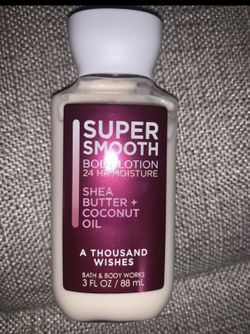 SUPER
SMOOTH
BODY LOTION
24 HR MOISTURE
SHEA
BUTTER +
COCONUT
OIL
A THOUSAND
WISHES
BATH & BODY WORKS
3 FL OZ / 88 mL